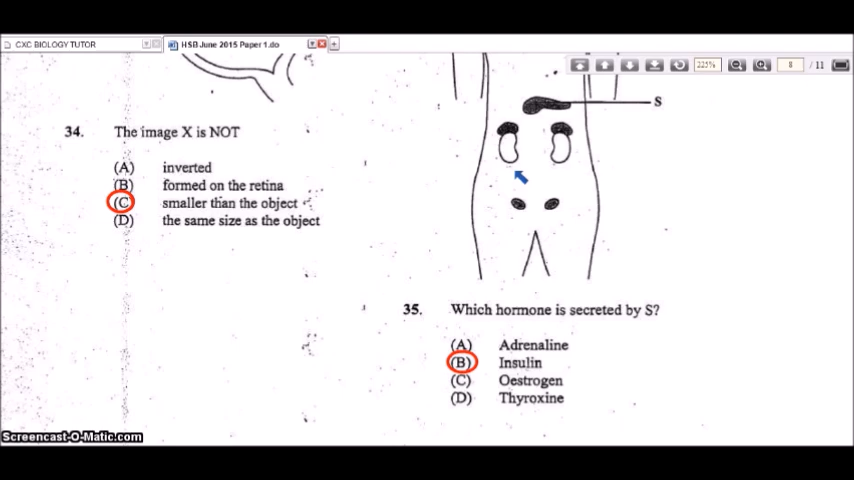 CXC BIOLOGY TUTOR
HSB June 2015 Paper 1.do
225%
8 / 11
S
34. The image X is NOT
(A) inverted
(B) formed on the retina
(C) smaller than the object
(D) the same size as the object
35. Which hormone is secreted by S?
(A) Adrenaline
(B) Insulin
(C) Oestrogen
(D) Thyroxine
Screencast-O-Matic.com